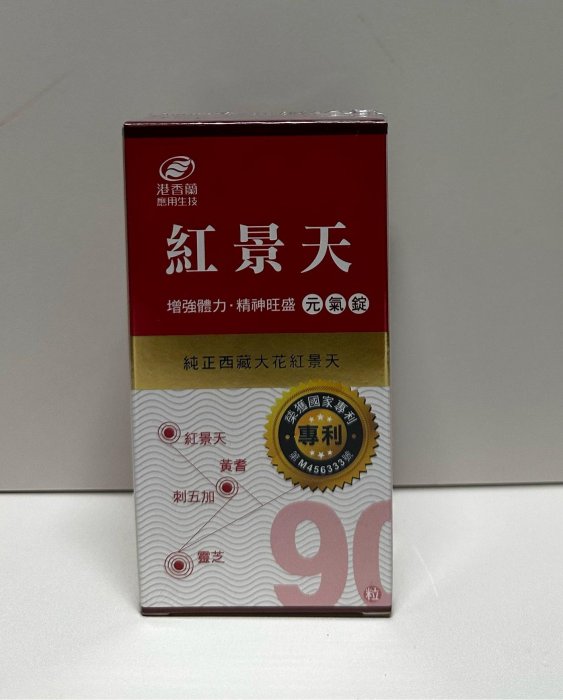 港香蘭
應用生技
紅景天
增強體力·精神旺盛 元氣錠
純正西藏大花紅景天
榮獲國家專利
專利
第M456333號
紅景天
黃耆
刺五加
靈芝
90
粒